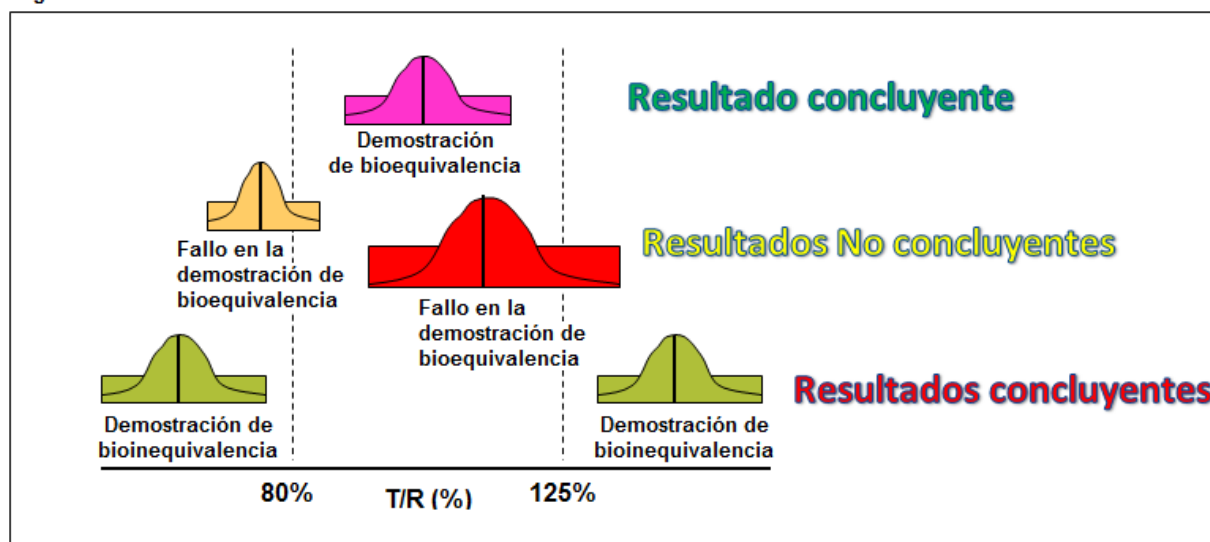 Resultado concluyente
Demostración
de bioequivalencia
Fallo en la
demostración de
bioequivalencia
Resultados No concluyentes
Fallo en la
demostración de
bioequivalencia
Demostración de
bioinequivalencia
Demostración de
bioinequivalencia
Resultados concluyentes
80%
T/R (%)
125%